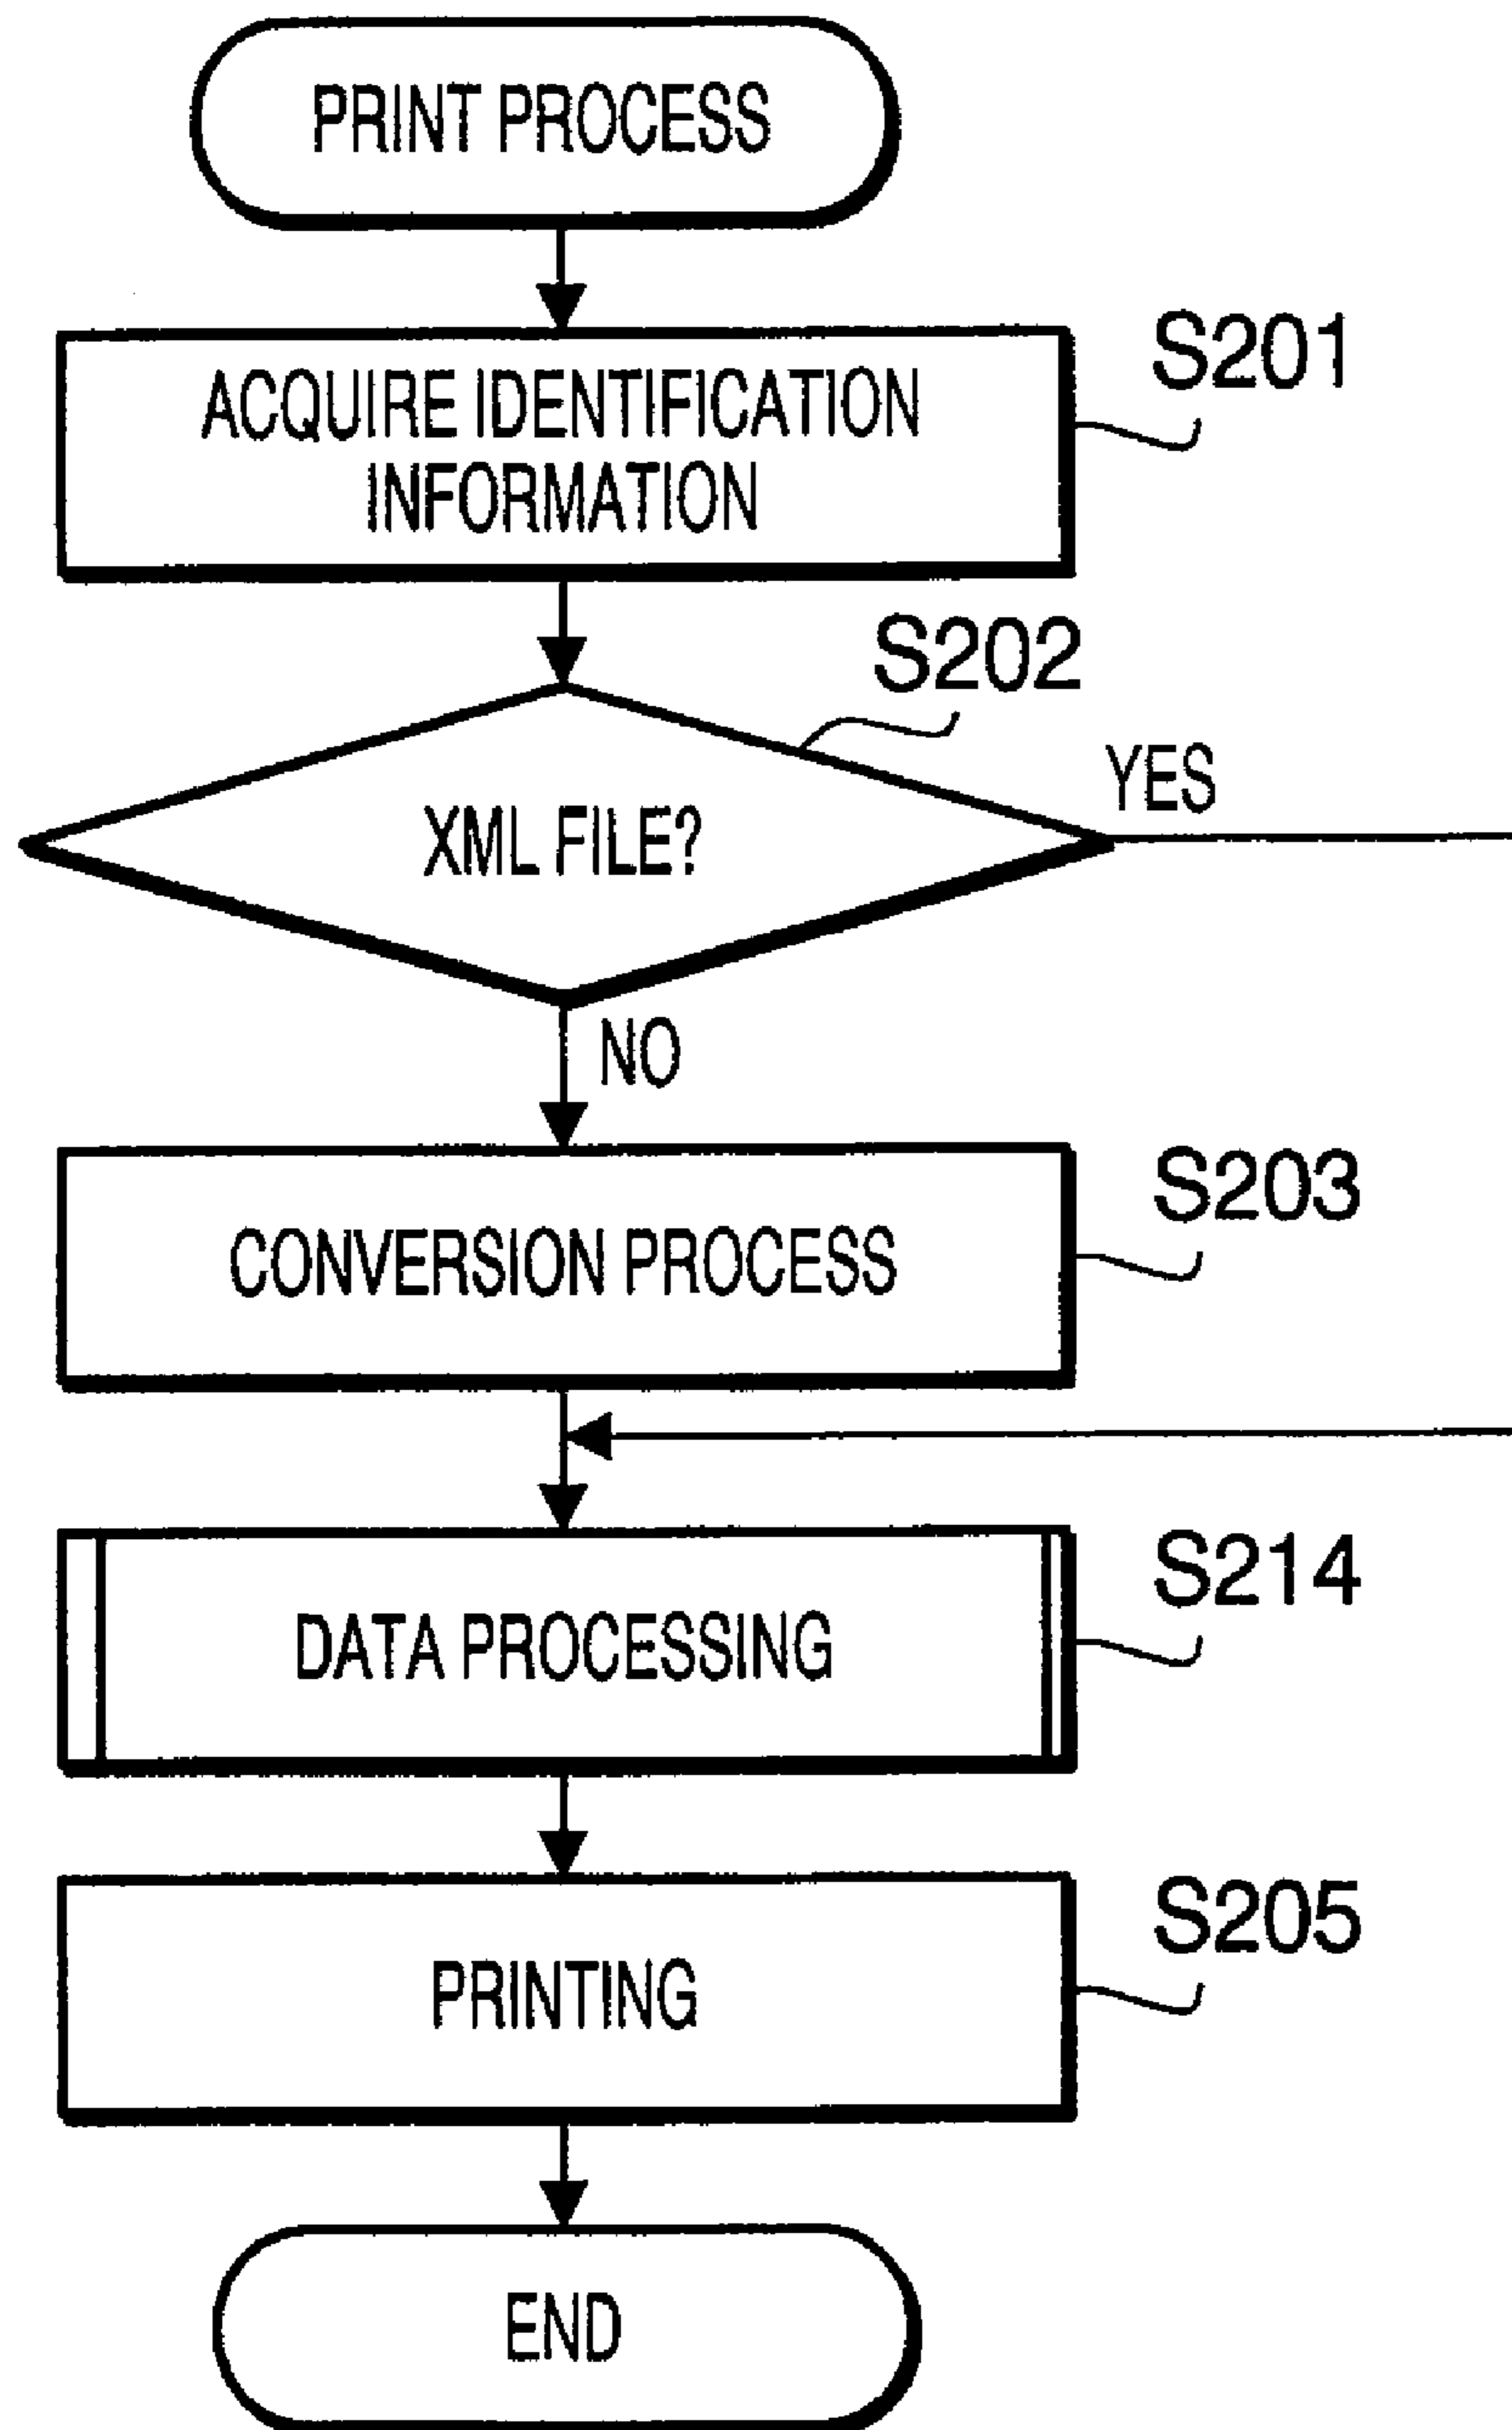 PRINT PROCESS
S201
ACQUIRE IDENTIFICATION
INFORMATION
S202
XML FILE?
YES
NO
S203
CONVERSION PROCESS
S214
DATA PROCESSING
S205
PRINTING
END